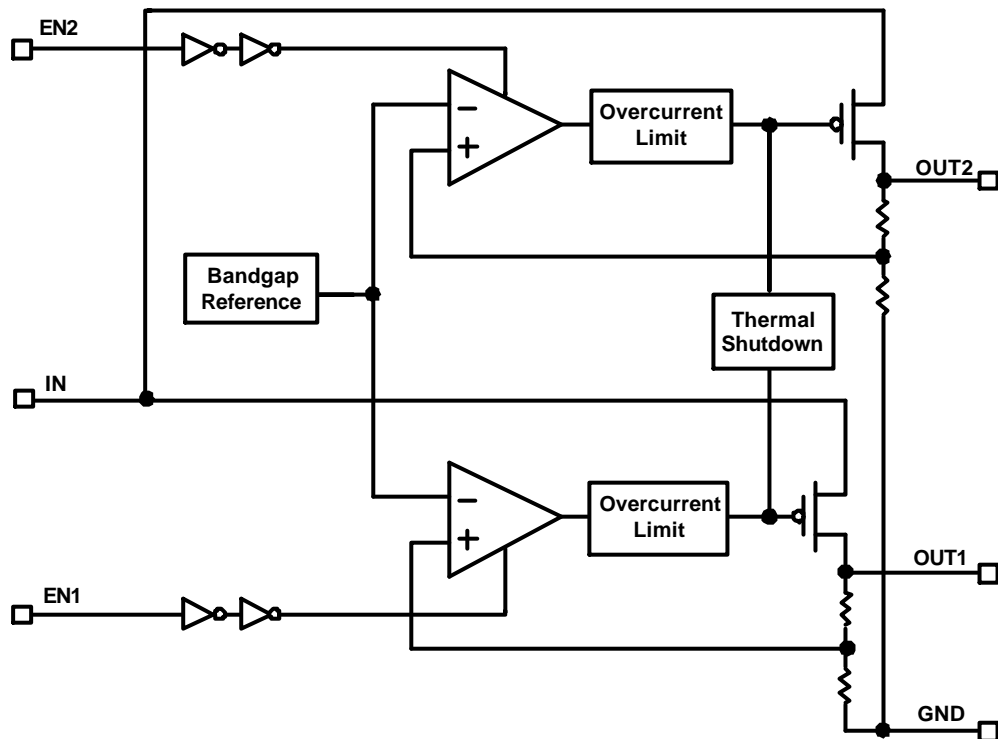 EN2
−
+
Overcurrent
Limit
OUT2
Bandgap
Reference
Thermal
Shutdown
IN
−
+
Overcurrent
Limit
OUT1
EN1
GND